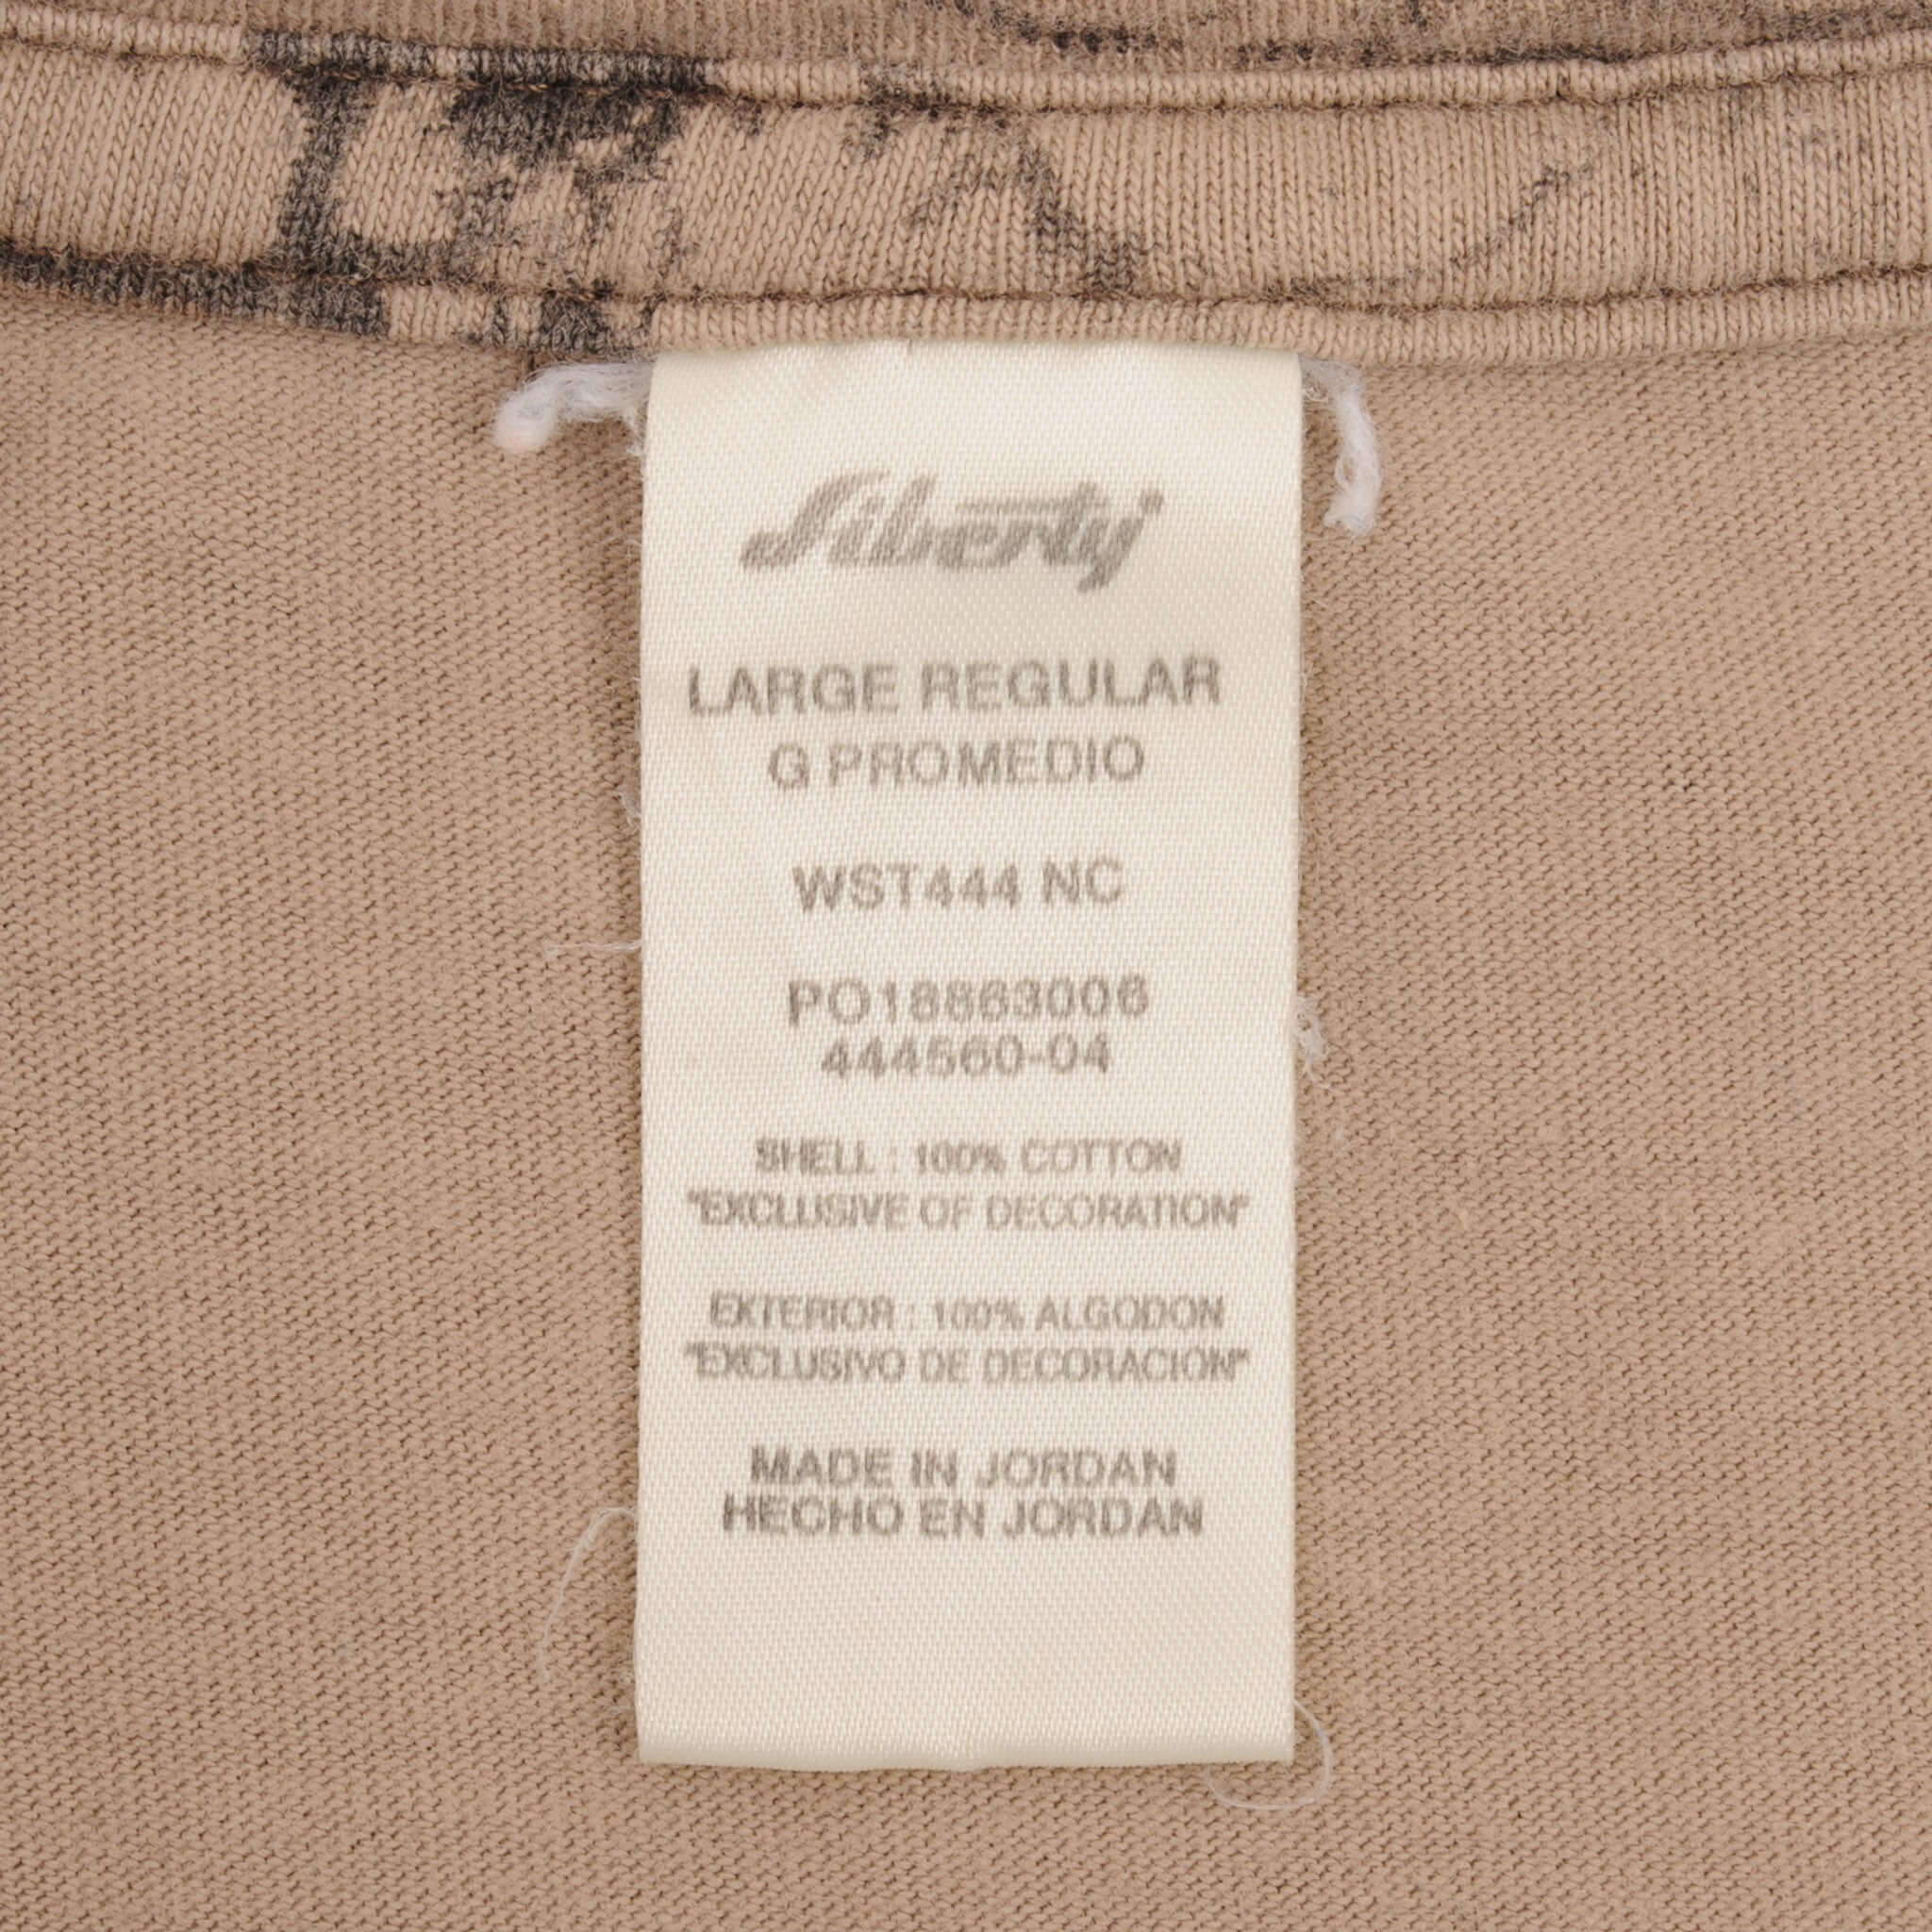 Liberty
LARGE REGULAR
G PROMEDIO
WST444 NC
PO18863006
444560-04
SHELL : 100% COTTON
"EXCLUSIVE OF DECORATION"
EXTERIOR : 100% ALGODON
"EXCLUSIVO DE DECORACION"
MADE IN JORDAN
HECHO EN JORDAN